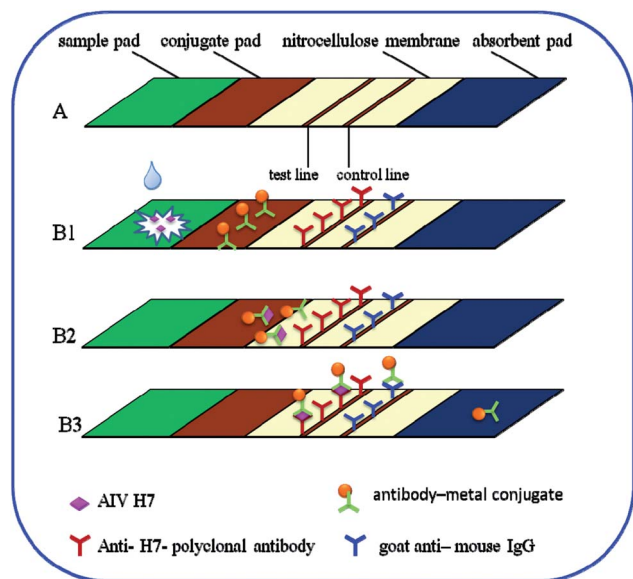 sample pad conjugate pad nitrocellulose membrane absorbent pad
A
test line control line
B1
B2
B3
AIV H7 antibody–metal conjugate
Anti- H7- polyclonal antibody goat anti– mouse IgG